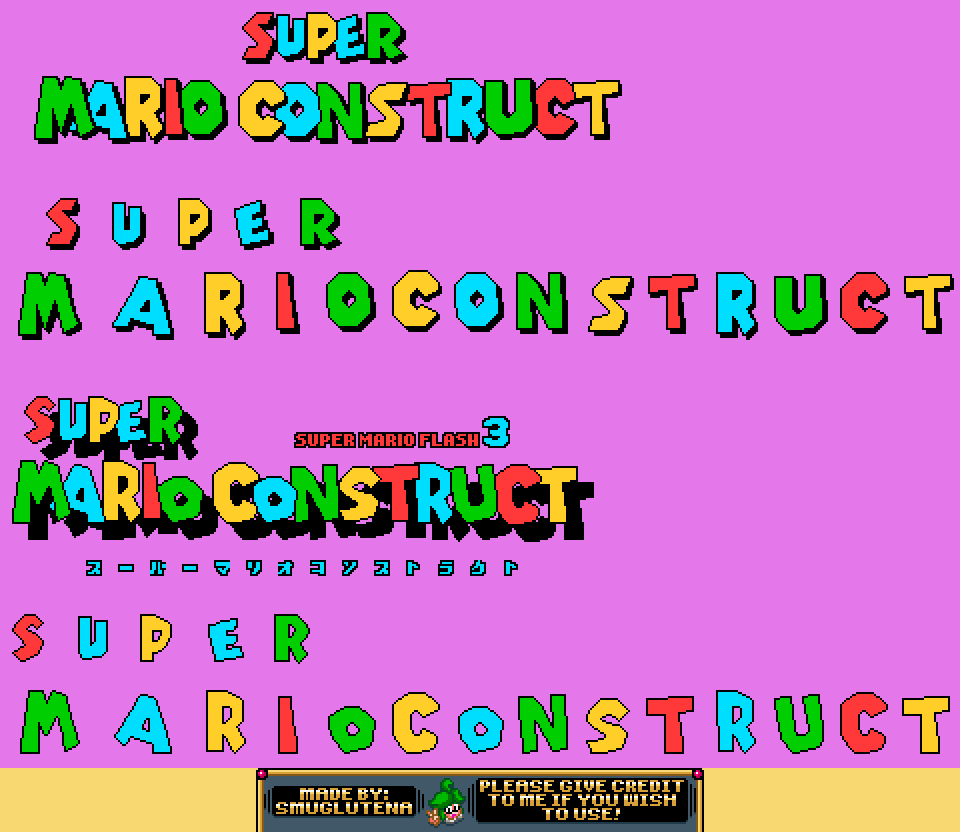 SUPER
MARIO CONSTRUCT
SUPER
MARIOCONSTRUCT
SUPER
SUPER MARIO FLASH 3
MARIO CONSTRUCT
スーパーマリオコンストラクト
SUPER
MARIOCONSTRUCT
MADE BY:
SMUGLUTENA
PLEASE GIVE CREDIT
TO ME IF YOU WISH
TO USE!